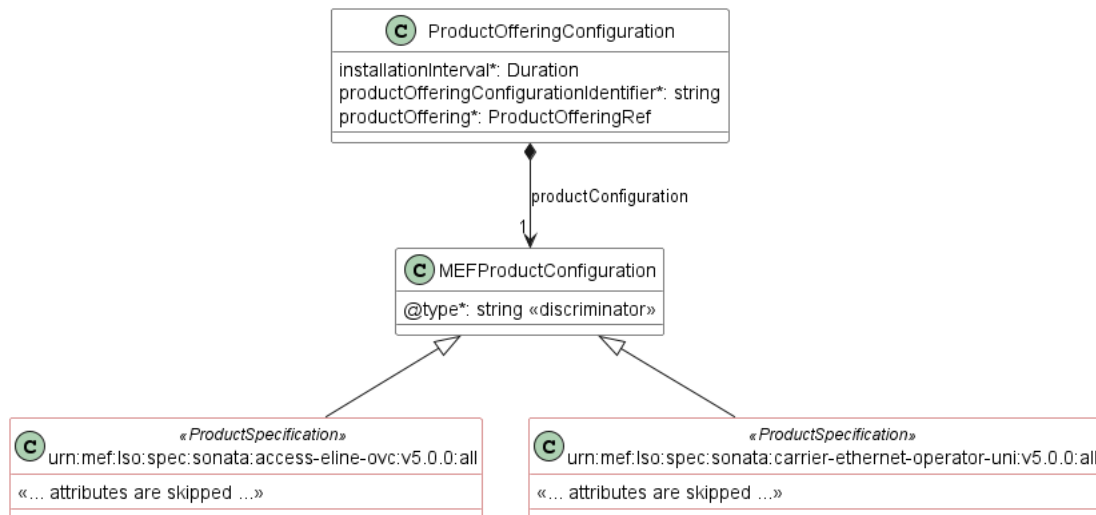 C ProductOfferingConfiguration
installationInterval*: Duration
productOfferingConfigurationIdentifier*: string
productOffering*: ProductOfferingRef
productConfiguration
1
C MEFProductConfiguration
@type*: string «discriminator»
«ProductSpecification»
C urn:mef:lso:spec:sonata:access-eline-ovc:v5.0.0:all
«... attributes are skipped ...»
«ProductSpecification»
C urn:mef:lso:spec:sonata:carrier-ethernet-operator-uni:v5.0.0:all
«... attributes are skipped ...»